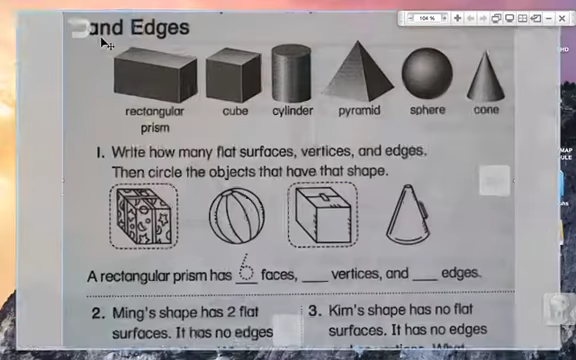 and Edges
104 %
rectangular prism
cube
cylinder
pyramid
sphere
cone
1. Write how many flat surfaces, vertices, and edges.
Then circle the objects that have that shape.
A rectangular prism has 6 faces, ___ vertices, and ___ edges.
2. Ming's shape has 2 flat
surfaces. It has no edges
3. Kim's shape has no flat
surfaces. It has no edges